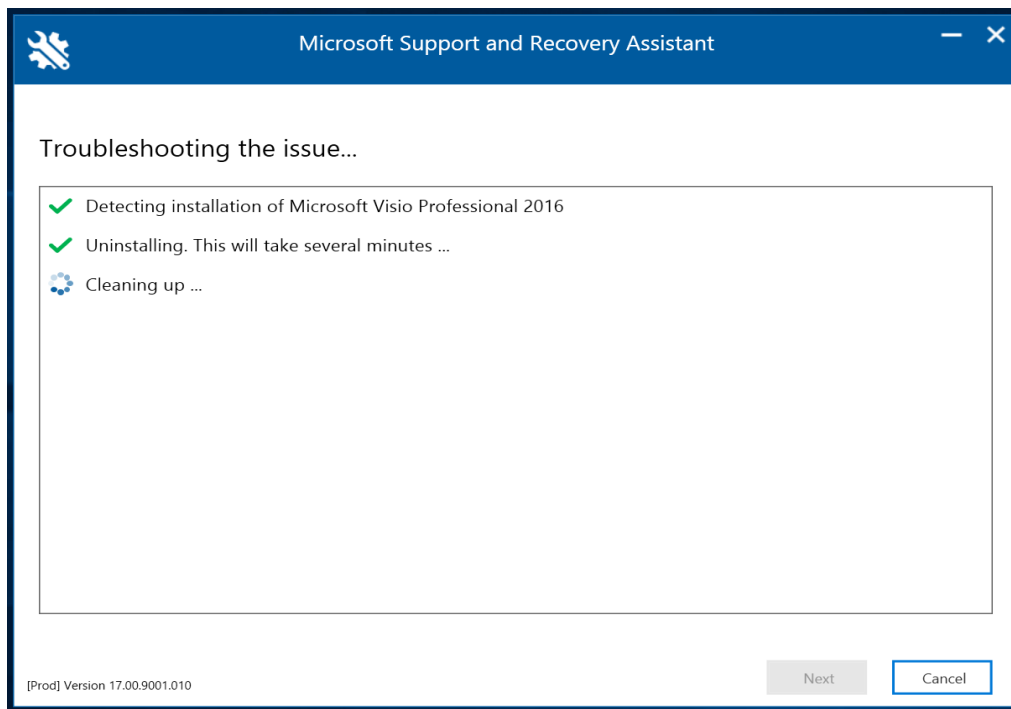 Microsoft Support and Recovery Assistant
Troubleshooting the issue...
Detecting installation of Microsoft Visio Professional 2016
Uninstalling. This will take several minutes ...
Cleaning up ...
Next
Cancel
[Prod] Version 17.00.9001.010